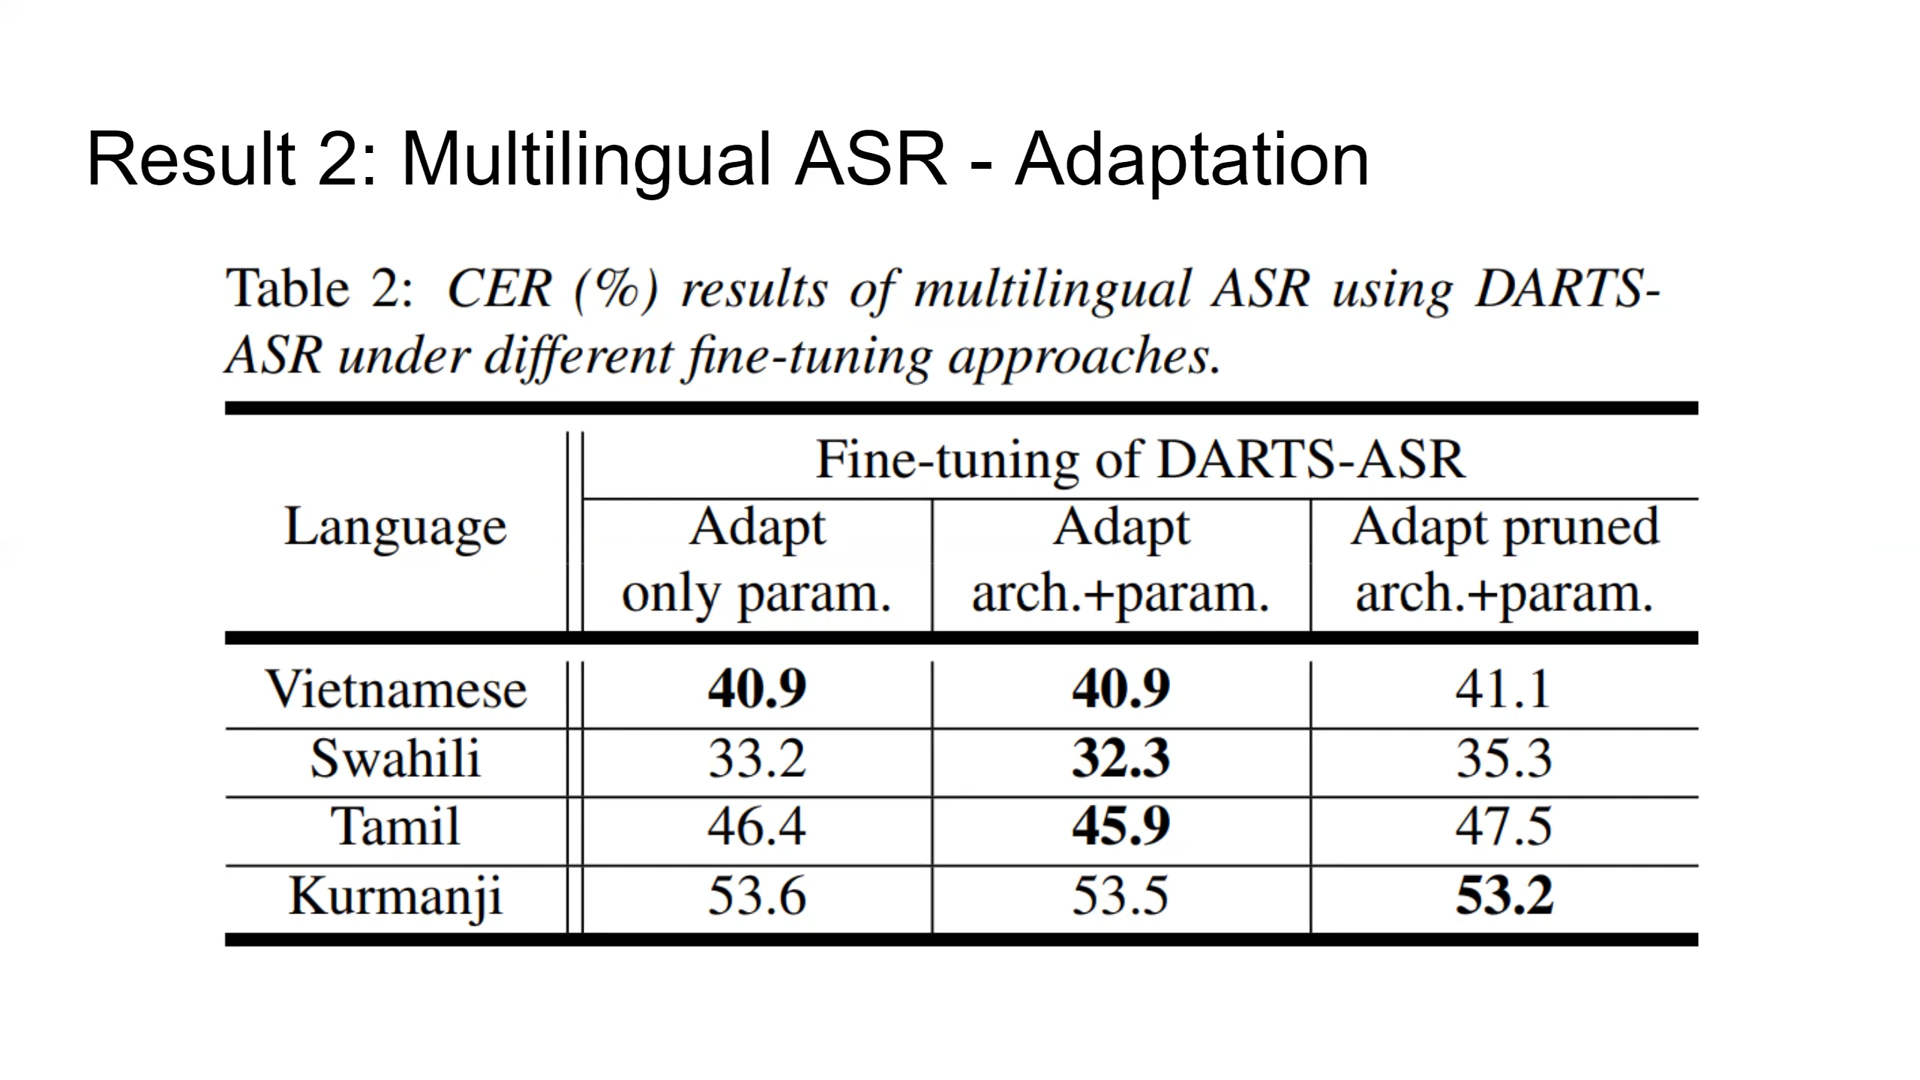 Result 2: Multilingual ASR - Adaptation
Table 2: CER (%) results of multilingual ASR using DARTS-
ASR under different fine-tuning approaches.
Language
Fine-tuning of DARTS-ASR
Adapt only param.
Adapt arch.+param.
Adapt pruned arch.+param.
Vietnamese 40.9 40.9 41.1
Swahili 33.2 32.3 35.3
Tamil 46.4 45.9 47.5
Kurmanji 53.6 53.5 53.2